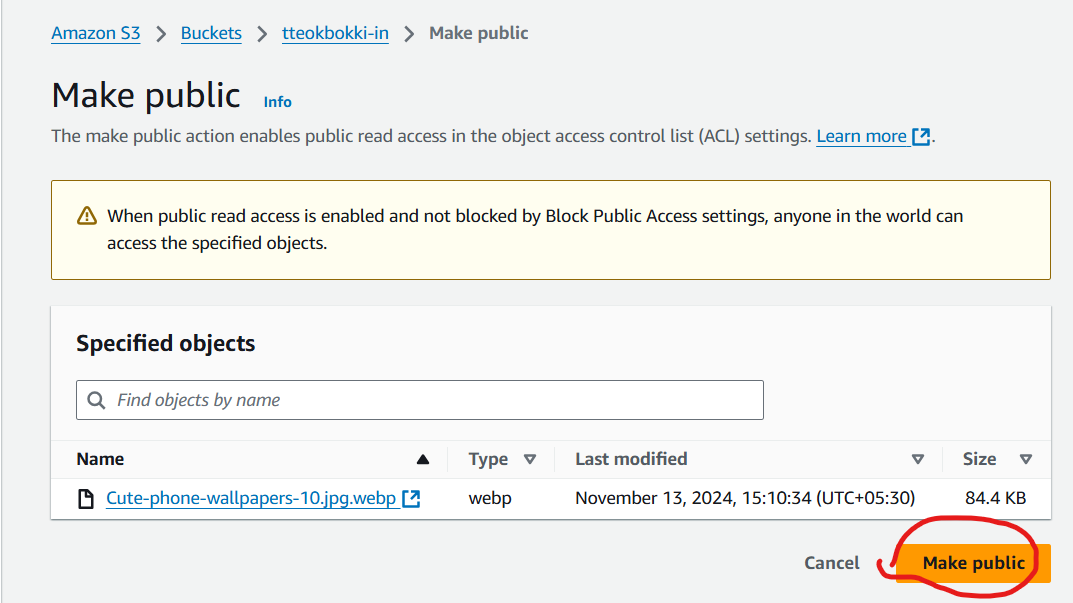 Amazon S3 > Buckets > tteokbokki-in > Make public
Make public Info
The make public action enables public read access in the object access control list (ACL) settings. Learn more.
When public read access is enabled and not blocked by Block Public Access settings, anyone in the world can
access the specified objects.
Specified objects
Find objects by name
Name Type Last modified Size
Cute-phone-wallpapers-10.jpg.webp webp November 13, 2024, 15:10:34 (UTC+05:30) 84.4 KB
Cancel Make public